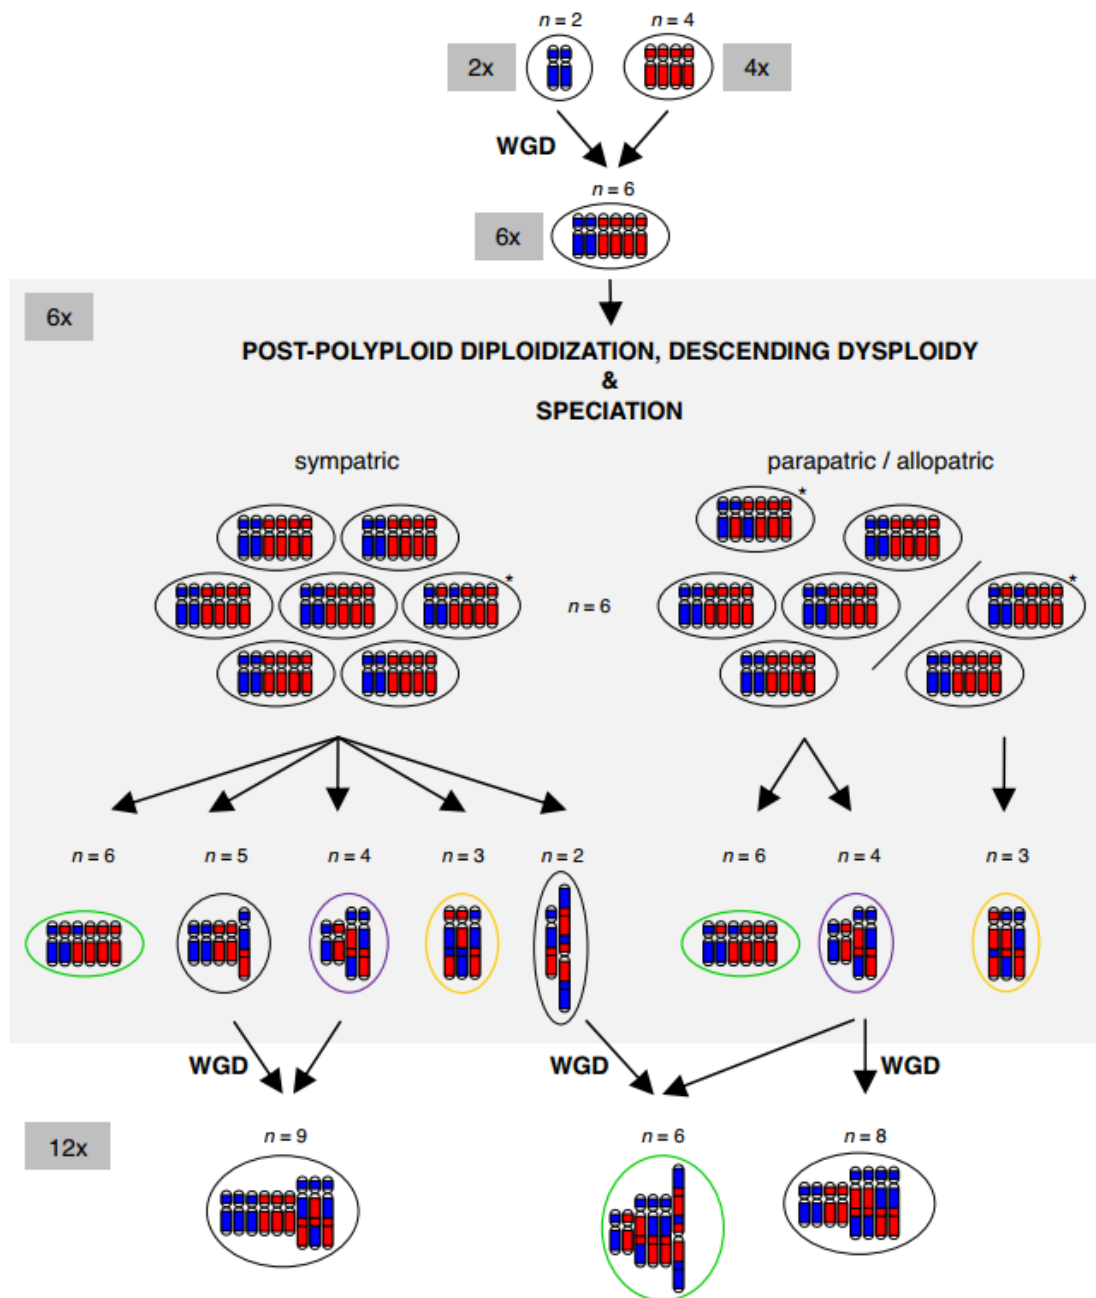 n = 2
n = 4
2x
4x
WGD
n = 6
6x
6x
POST-POLYPLOID DIPLOIDIZATION, DESCENDING DYSPLOIDY
&
SPECIATION
sympatric
parapatric / allopatric
*
*
*
n = 6
n = 6
n = 5
n = 4
n = 3
n = 2
n = 6
n = 4
n = 3
WGD
WGD
WGD
12x
n = 9
n = 6
n = 8